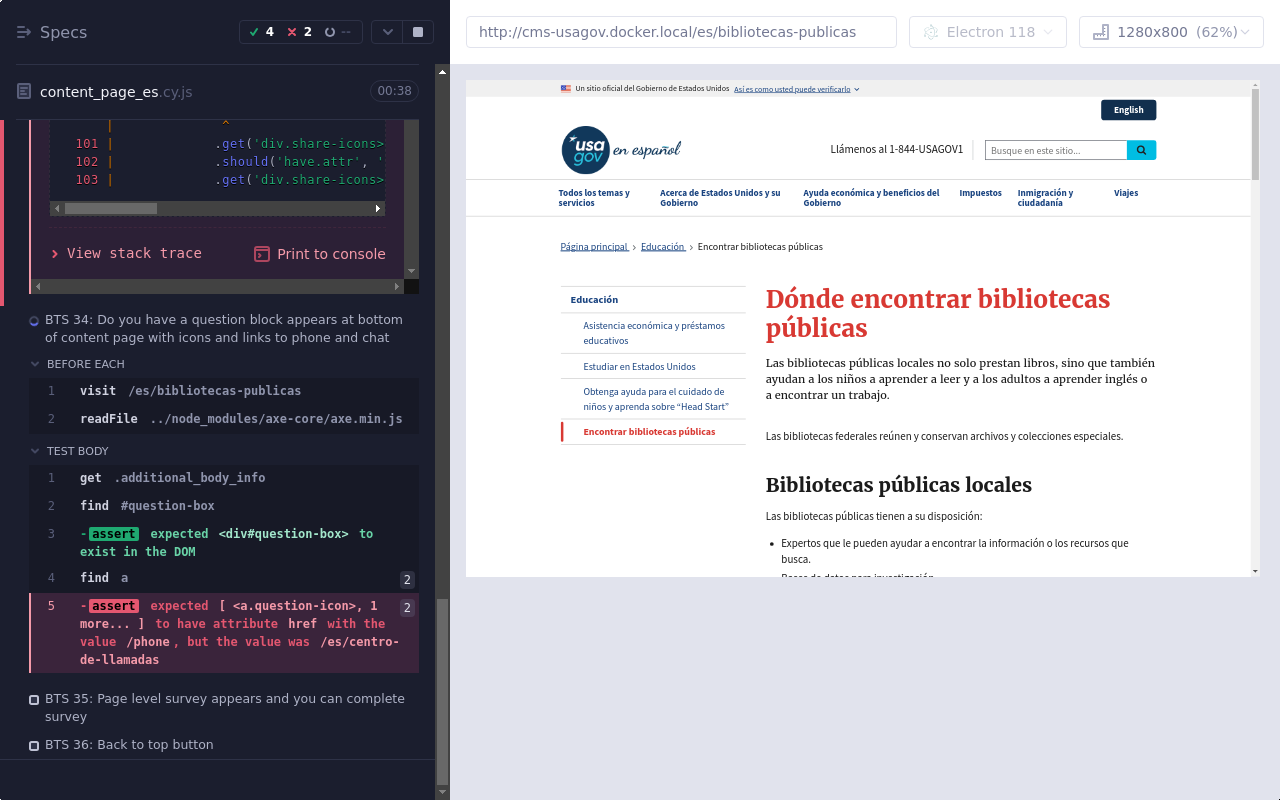 Specs
4
2
--
content_page_es.cy.js
00:38
101 | .get('div.share-icons>
102 | .should('have.attr', '
103 | .get('div.share-icons>
View stack trace
Print to console
BTS 34: Do you have a question block appears at bottom
of content page with icons and links to phone and chat
BEFORE EACH
1 visit /es/bibliotecas-publicas
2 readFile ../node_modules/axe-core/axe.min.js
TEST BODY
1 get .additional_body_info
2 find #question-box
3 -assert expected <div#question-box> to
exist in the DOM
4 find a 2
5 -assert expected [ <a.question-icon>, 1 2
more... ] to have attribute href with the
value /phone, but the value was /es/centro-
de-llamadas
BTS 35: Page level survey appears and you can complete
survey
BTS 36: Back to top button
http://cms-usagov.docker.local/es/bibliotecas-publicas
Electron 118
1280x800 (62%)
Un sitio oficial del Gobierno de Estados Unidos Así es como usted puede verificarlo
English
usa
gov
en español
Llámenos al 1-844-USAGOV1
Busque en este sitio...
Todos los temas y
servicios
Acerca de Estados Unidos y su
Gobierno
Ayuda económica y beneficios del
Gobierno
Impuestos
Inmigración y
ciudadanía
Viajes
Página principal > Educación > Encontrar bibliotecas públicas
Educación
Asistencia económica y préstamos
educativos
Estudiar en Estados Unidos
Obtenga ayuda para el cuidado de
niños y aprenda sobre “Head Start”
Encontrar bibliotecas públicas
Dónde encontrar bibliotecas
públicas
Las bibliotecas públicas locales no solo prestan libros, sino que también
ayudan a los niños a aprender a leer y a los adultos a aprender inglés o
a encontrar un trabajo.
Las bibliotecas federales reúnen y conservan archivos y colecciones especiales.
Bibliotecas públicas locales
Las bibliotecas públicas tienen a su disposición:
• Expertos que le pueden ayudar a encontrar la información o los recursos que
busca.